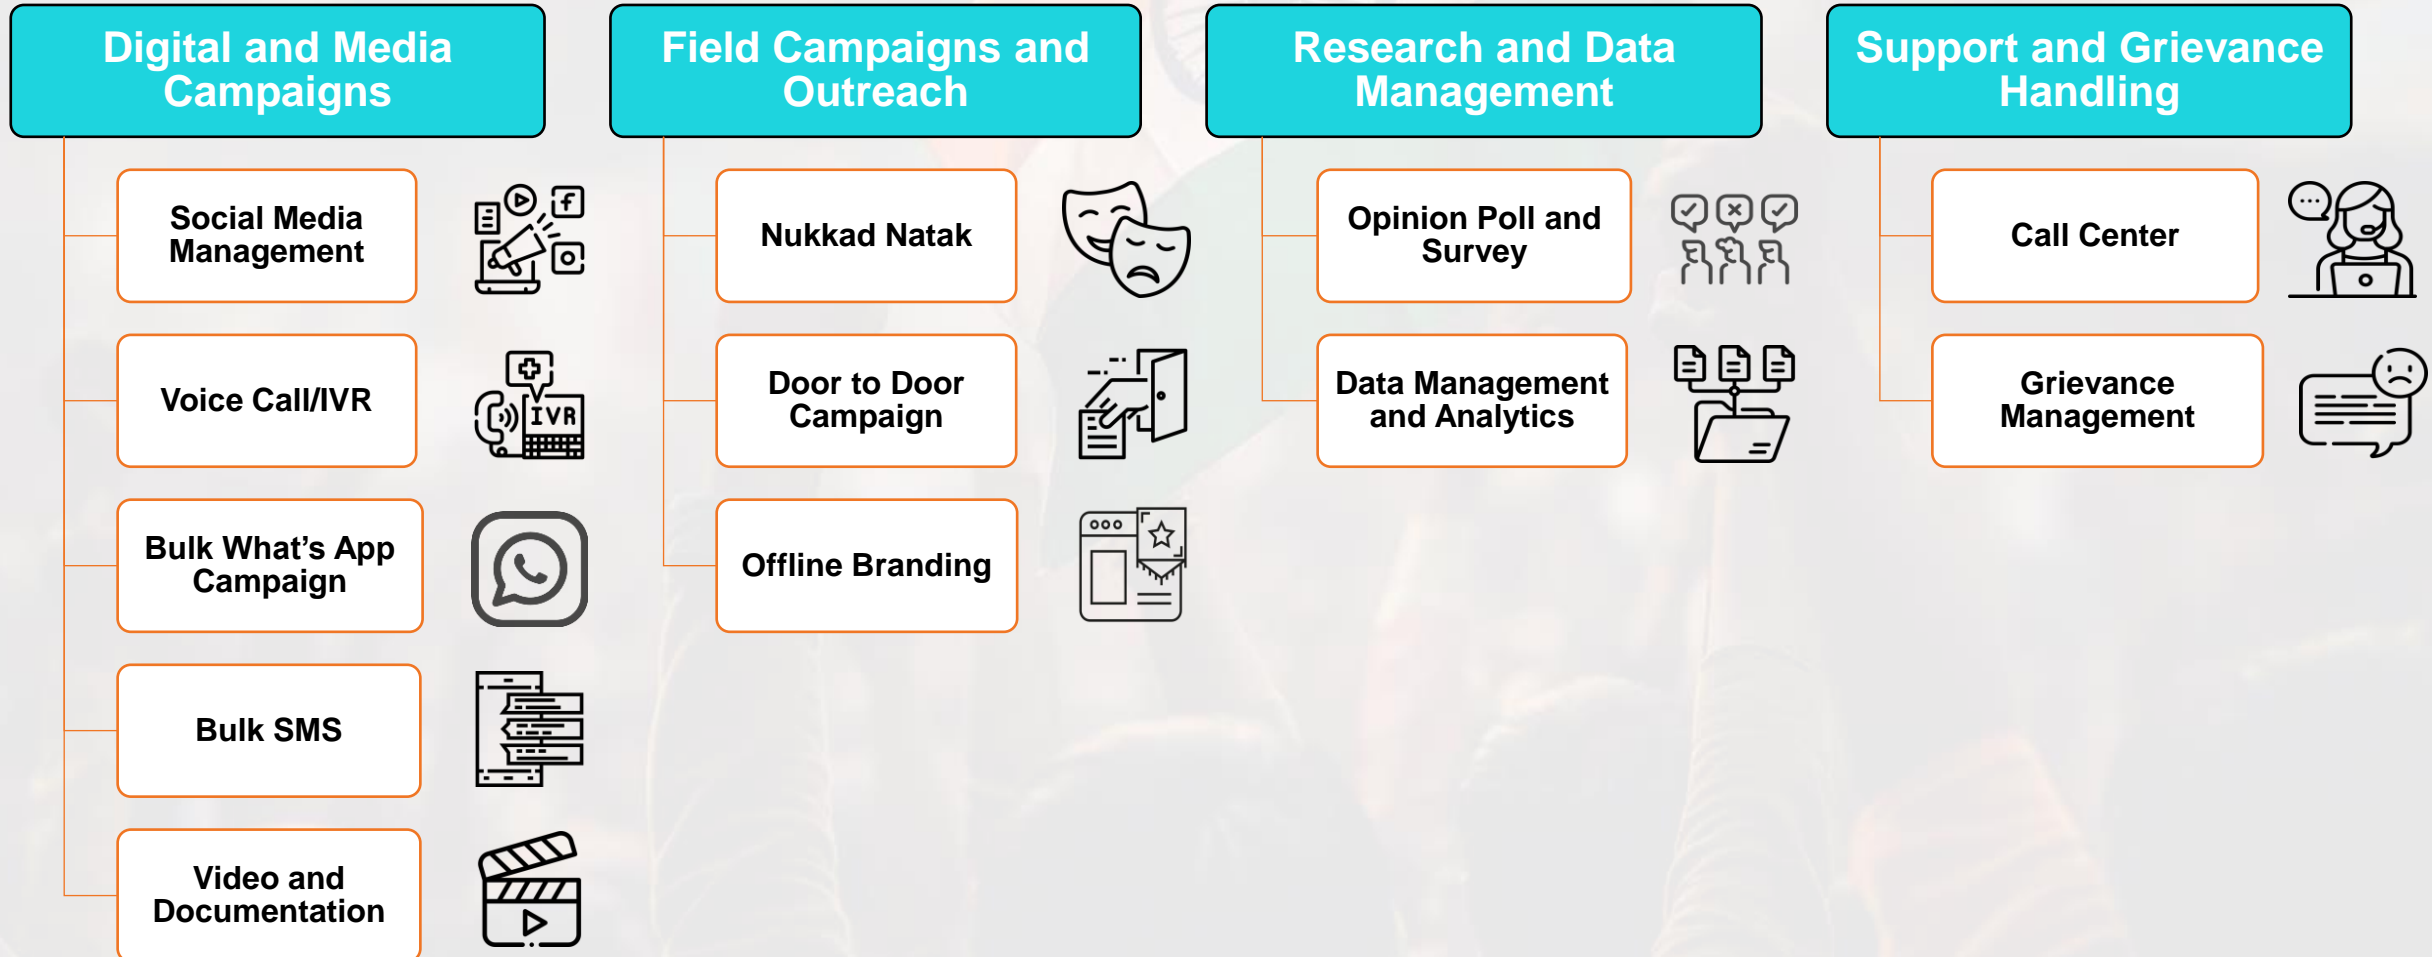 Digital and Media
Campaigns
Social Media
Management
Voice Call/IVR
IVR
Bulk What’s App
Campaign
Bulk SMS
Video and
Documentation
Field Campaigns and
Outreach
Nukkad Natak
Door to Door
Campaign
Offline Branding
Research and Data
Management
Opinion Poll and
Survey
Data Management
and Analytics
Support and Grievance
Handling
Call Center
Grievance
Management